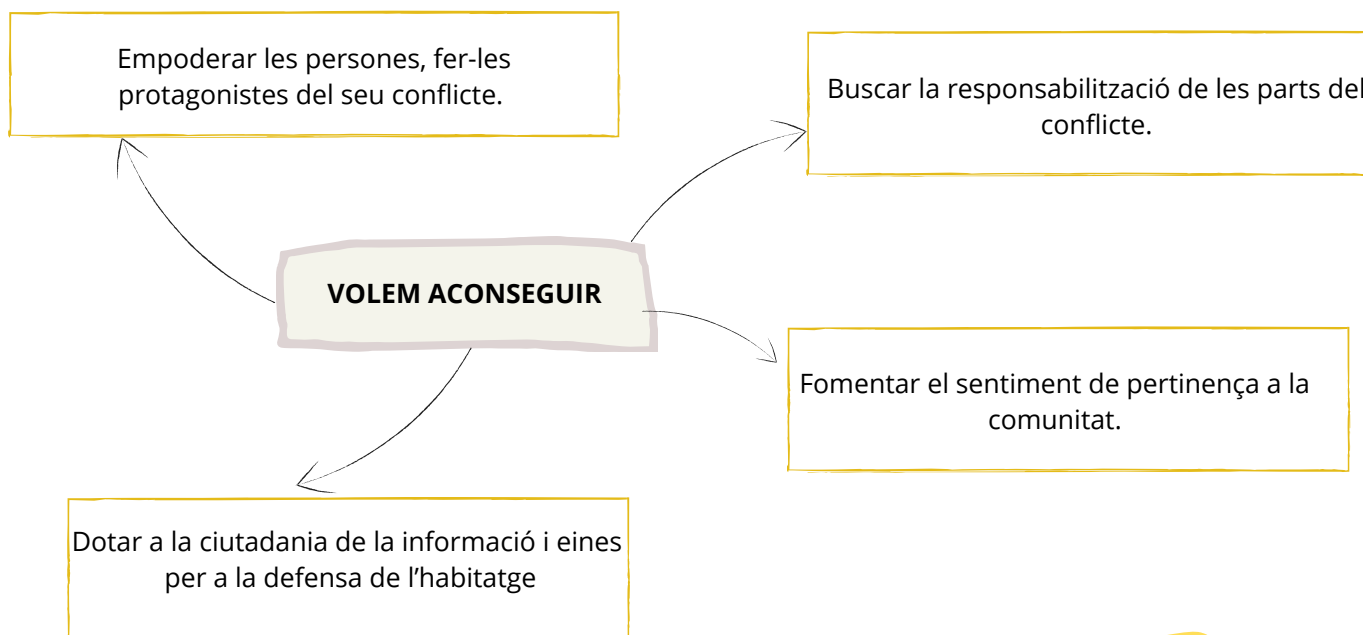 Empoderar les persones, fer-les
protagonistes del seu conflicte.
Buscar la responsabilització de les parts del
conflicte.
VOLEM ACONSEGUIR
Fomentar el sentiment de pertinença a la
comunitat.
Dotar a la ciutadania de la informació i eines
per a la defensa de l’habitatge